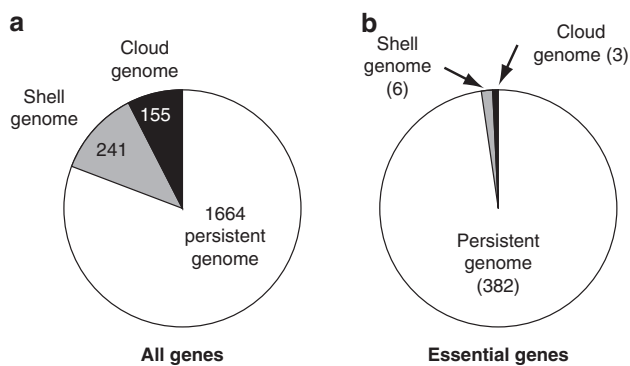 a
Cloud
genome
Shell
genome
155
241
1664
persistent
genome
All genes
b
Shell
genome
(6)
Cloud
genome (3)
Persistent
genome
(382)
Essential genes